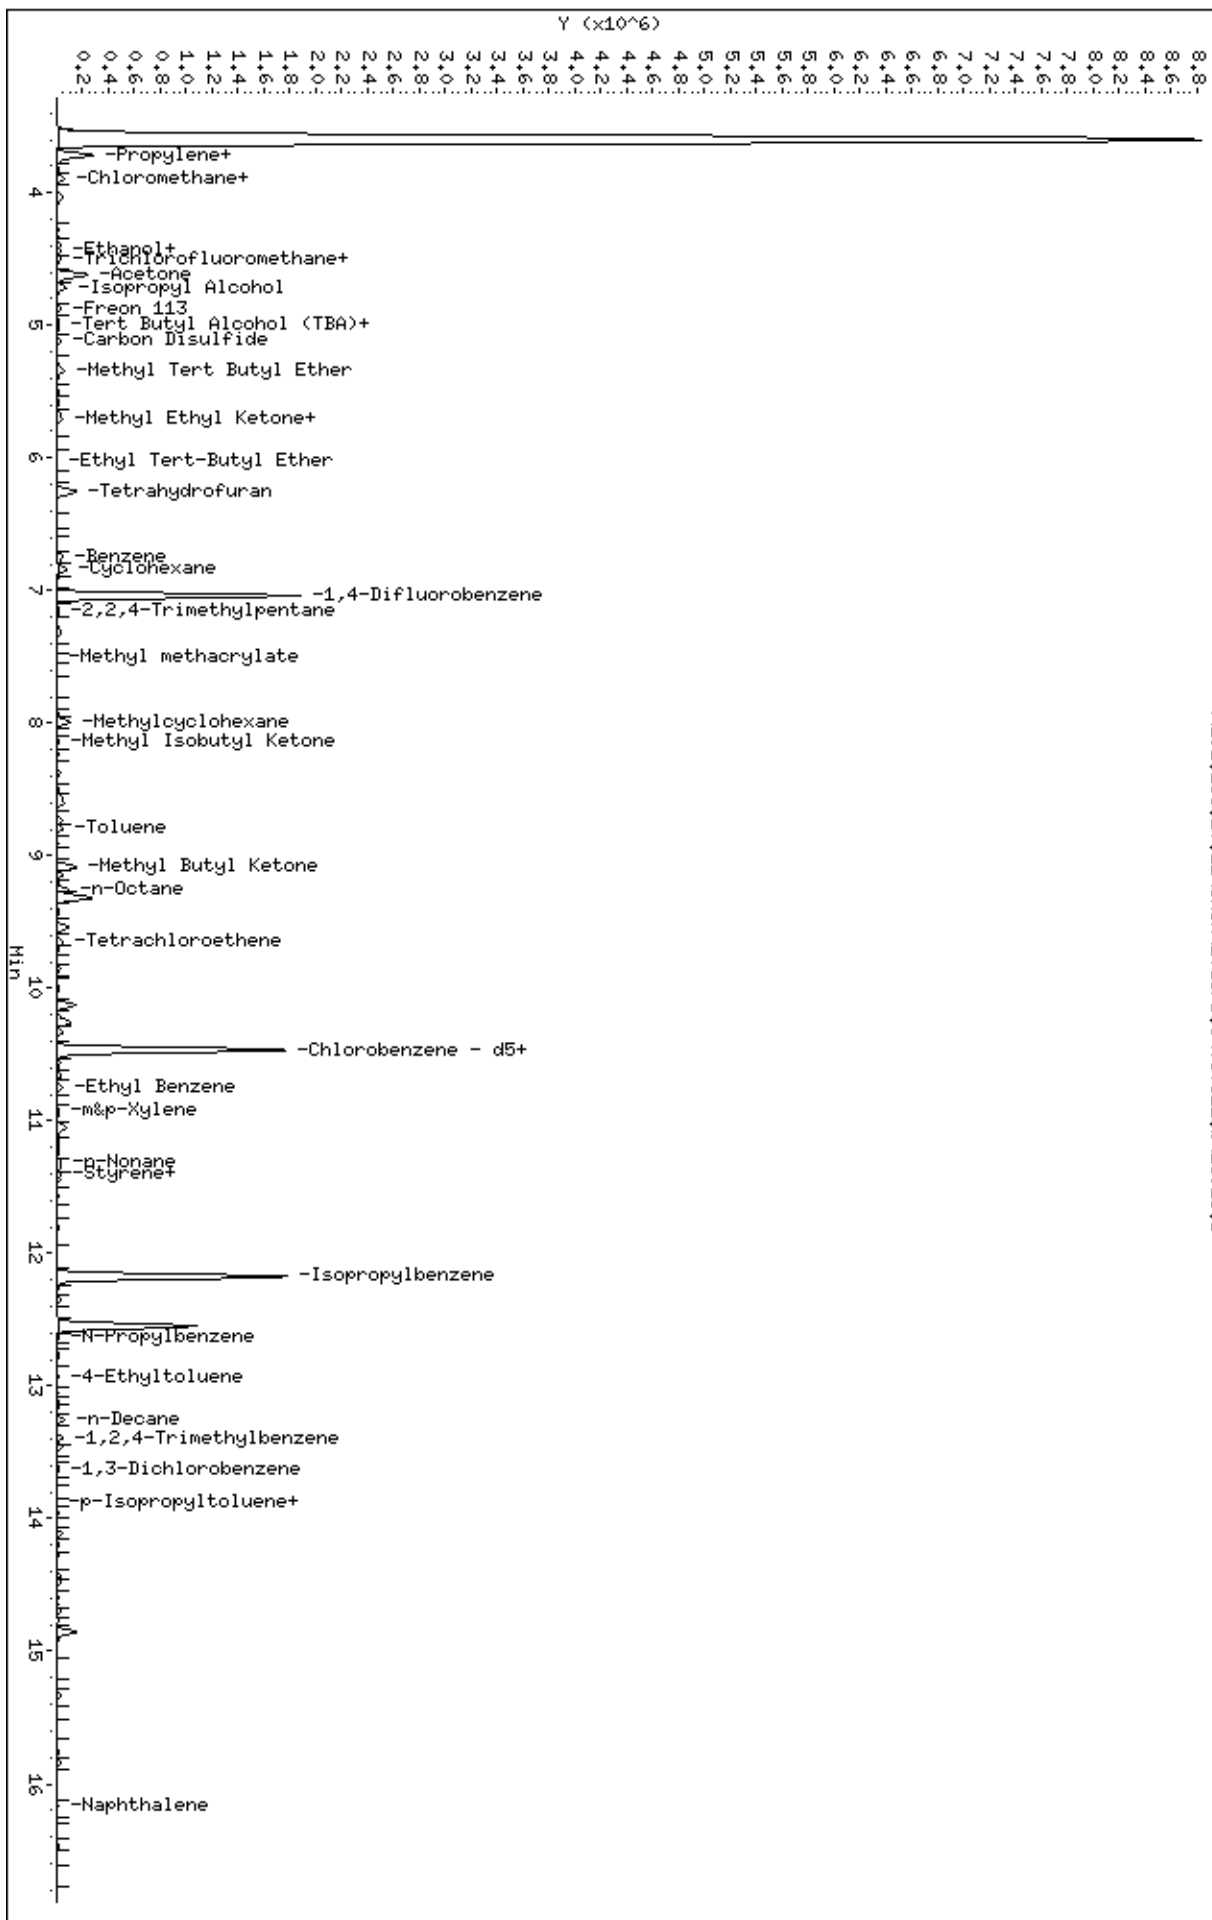 Y (x10^6)
0.2
0.4
0.6
0.8
1.0
1.2
1.4
1.6
1.8
2.0
2.2
2.4
2.6
2.8
3.0
3.2
3.4
3.6
3.8
4.0
4.2
4.4
4.6
4.8
5.0
5.2
5.4
5.6
5.8
6.0
6.2
6.4
6.6
6.8
7.0
7.2
7.4
7.6
7.8
8.0
8.2
8.4
8.6
8.8
-Propylene+
-Chloromethane+
4
-Ethanol+
-Trichlorofluoromethane+
-Acetone
-Isopropyl Alcohol
-Freon 113
5
-Tert Butyl Alcohol (TBA)+
-Carbon Disulfide
-Methyl Tert Butyl Ether
-Methyl Ethyl Ketone+
6
-Ethyl Tert-Butyl Ether
-Tetrahydrofuran
-Benzene
-Cyclohexane
7
-1,4-Difluorobenzene
-2,2,4-Trimethylpentane
-Methyl methacrylate
8
-Methylcyclohexane
-Methyl Isobutyl Ketone
-Toluene
9
-Methyl Butyl Ketone
-n-Octane
-Tetrachloroethene
Min
10
-Chlorobenzene - d5+
-Ethyl Benzene
-m&p-Xylene
11
-n-Nonane
-Styrene+
12
-Isopropylbenzene
-N-Propylbenzene
-4-Ethyltoluene
13
-n-Decane
-1,2,4-Trimethylbenzene
-1,3-Dichlorobenzene
-p-Isopropyltoluene+
14
15
16
-Naphthalene